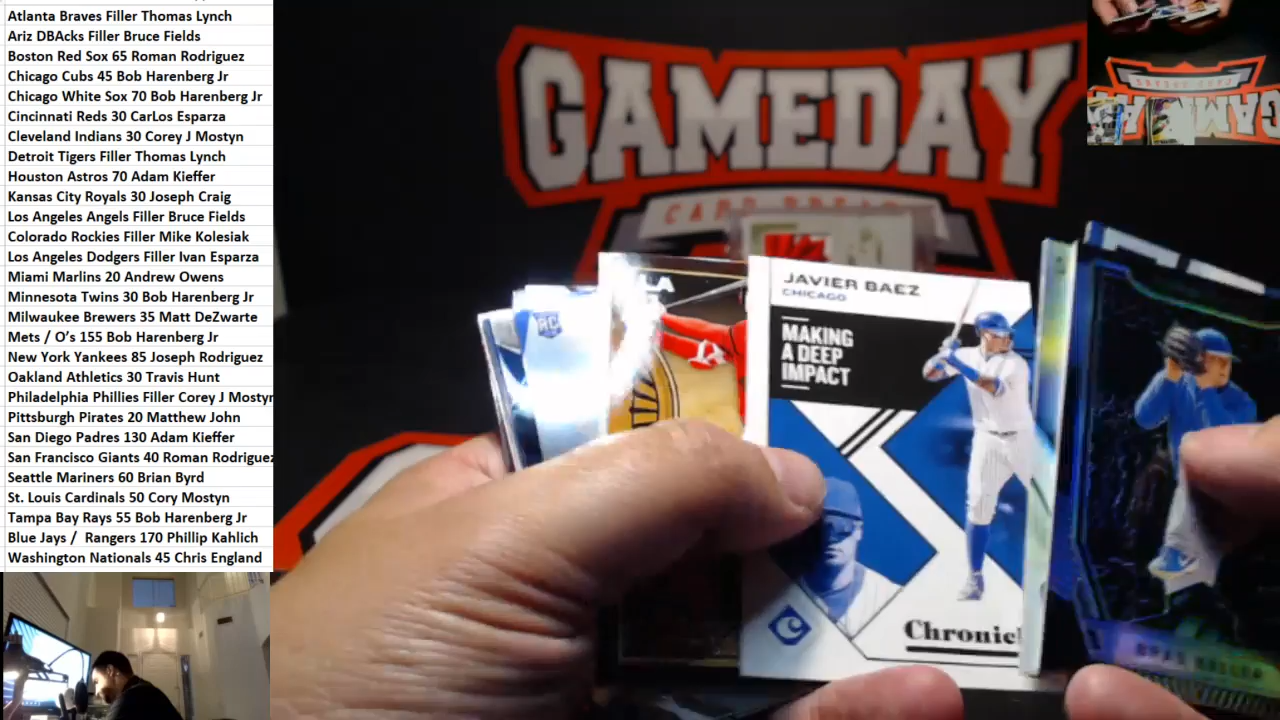 Atlanta Braves Filler Thomas Lynch
Ariz DBAcks Filler Bruce Fields
Boston Red Sox 65 Roman Rodriguez
Chicago Cubs 45 Bob Harenberg Jr
Chicago White Sox 70 Bob Harenberg Jr
Cincinnati Reds 30 CarLos Esparza
Cleveland Indians 30 Corey J Mostyn
Detroit Tigers Filler Thomas Lynch
Houston Astros 70 Adam Kieffer
Kansas City Royals 30 Joseph Craig
Los Angeles Angels Filler Bruce Fields
Colorado Rockies Filler Mike Kolesiak
Los Angeles Dodgers Filler Ivan Esparza
Miami Marlins 20 Andrew Owens
Minnesota Twins 30 Bob Harenberg Jr
Milwaukee Brewers 35 Matt DeZwarte
Mets / O's 155 Bob Harenberg Jr
New York Yankees 85 Joseph Rodriguez
Oakland Athletics 30 Travis Hunt
Philadelphia Phillies Filler Corey J Mostyn
Pittsburgh Pirates 20 Matthew John
San Diego Padres 130 Adam Kieffer
San Francisco Giants 40 Roman Rodriguez
Seattle Mariners 60 Brian Byrd
St. Louis Cardinals 50 Cory Mostyn
Tampa Bay Rays 55 Bob Harenberg Jr
Blue Jays / Rangers 170 Phillip Kahlich
Washington Nationals 45 Chris England
GAMEDAY
CARD
RC
LA
JAVIER BAEZ
CHICAGO
MAKING
A DEEP
IMPACT
C
Chronic
GAME